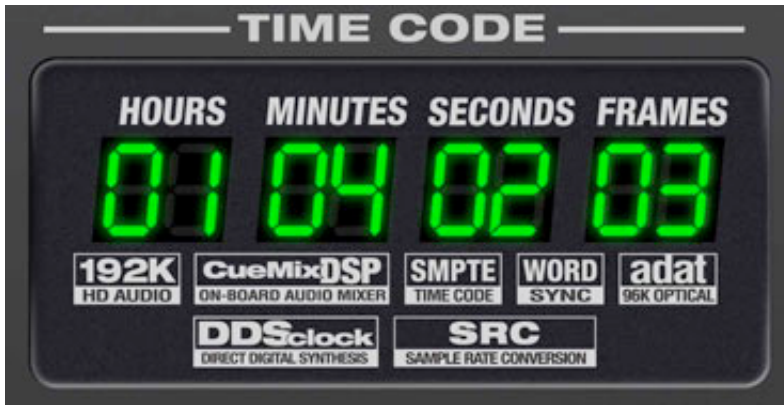 TIME CODE
HOURS MINUTES SECONDS FRAMES
01 04 02 03
192K CueMixDSP SMPTE WORD adat
HD AUDIO ON-BOARD AUDIO MIXER TIME CODE SYNC 96K OPTICAL
DDSclock SRC
DIRECT DIGITAL SYNTHESIS SAMPLE RATE CONVERSION